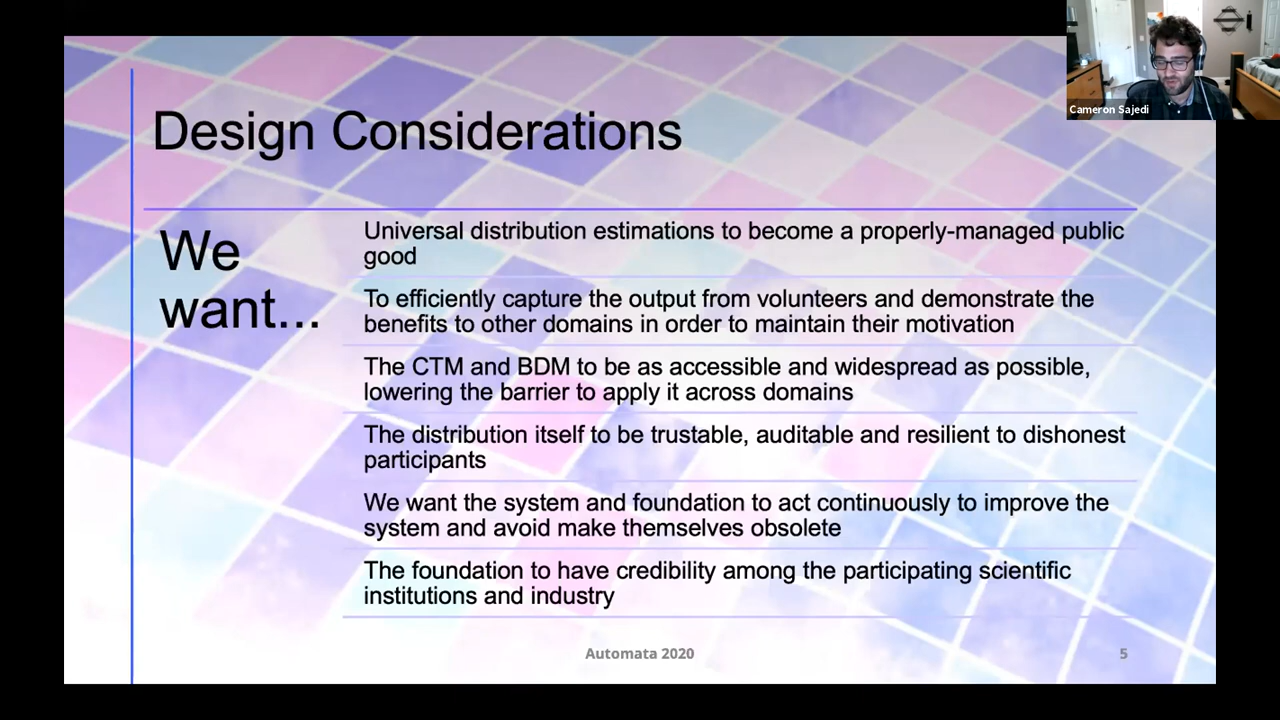 Cameron Sajedi
Design Considerations
We
want...
Universal distribution estimations to become a properly-managed public
good
To efficiently capture the output from volunteers and demonstrate the
benefits to other domains in order to maintain their motivation
The CTM and BDM to be as accessible and widespread as possible,
lowering the barrier to apply it across domains
The distribution itself to be trustable, auditable and resilient to dishonest
participants
We want the system and foundation to act continuously to improve the
system and avoid make themselves obsolete
The foundation to have credibility among the participating scientific
institutions and industry
Automata 2020
5